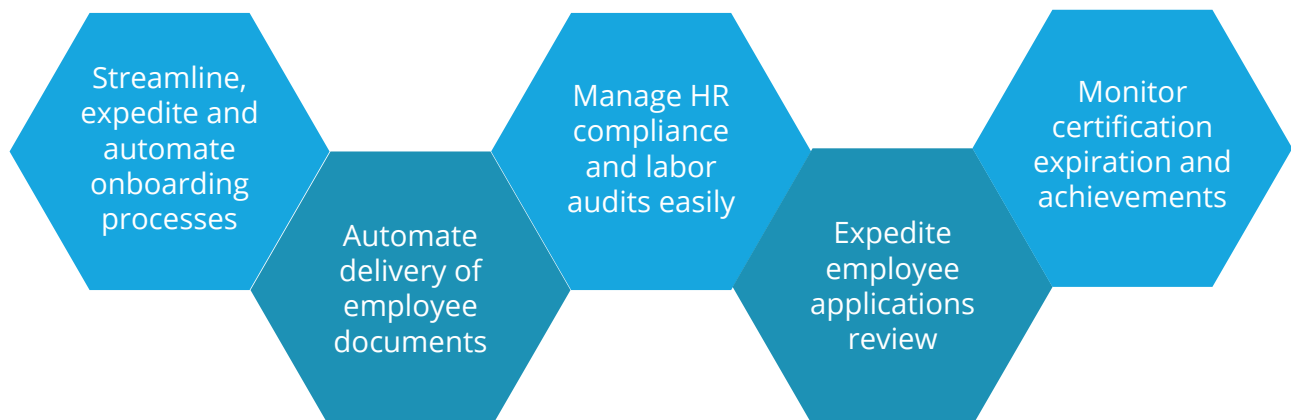 Streamline,
expedite and
automate
onboarding
processes
Automate
delivery of
employee
documents
Manage HR
compliance
and labor
audits easily
Expedite
employee
applications
review
Monitor
certification
expiration and
achievements